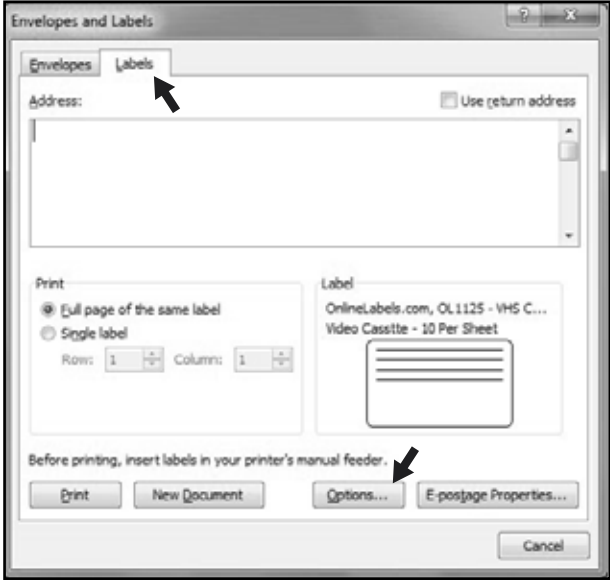 Envelopes and Labels
Envelopes Labels
Address: Use return address
Print
Full page of the same label
Single label
Row: 1 Column: 1
Label
OnlineLabels.com, OL1125 - VHS C...
Video Casstte - 10 Per Sheet
Before printing, insert labels in your printer's manual feeder.
Print New Document Options... E-postage Properties...
Cancel